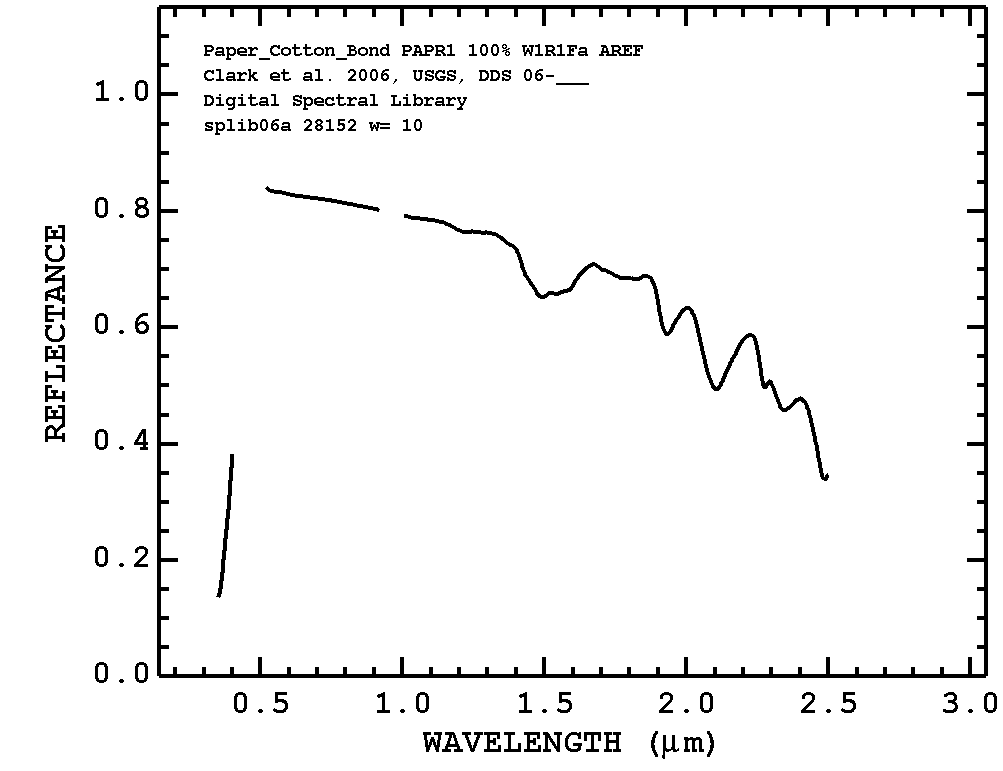 Paper_Cotton_Bond PAPR1 100% W1R1Fa AREF
Clark et al. 2006, USGS, DDS 06-___
Digital Spectral Library
splib06a 28152 w= 10
1.0
0.8
0.6
0.4
0.2
0.0
REFLECTANCE
0.5 1.0 1.5 2.0 2.5 3.0
WAVELENGTH (μm)